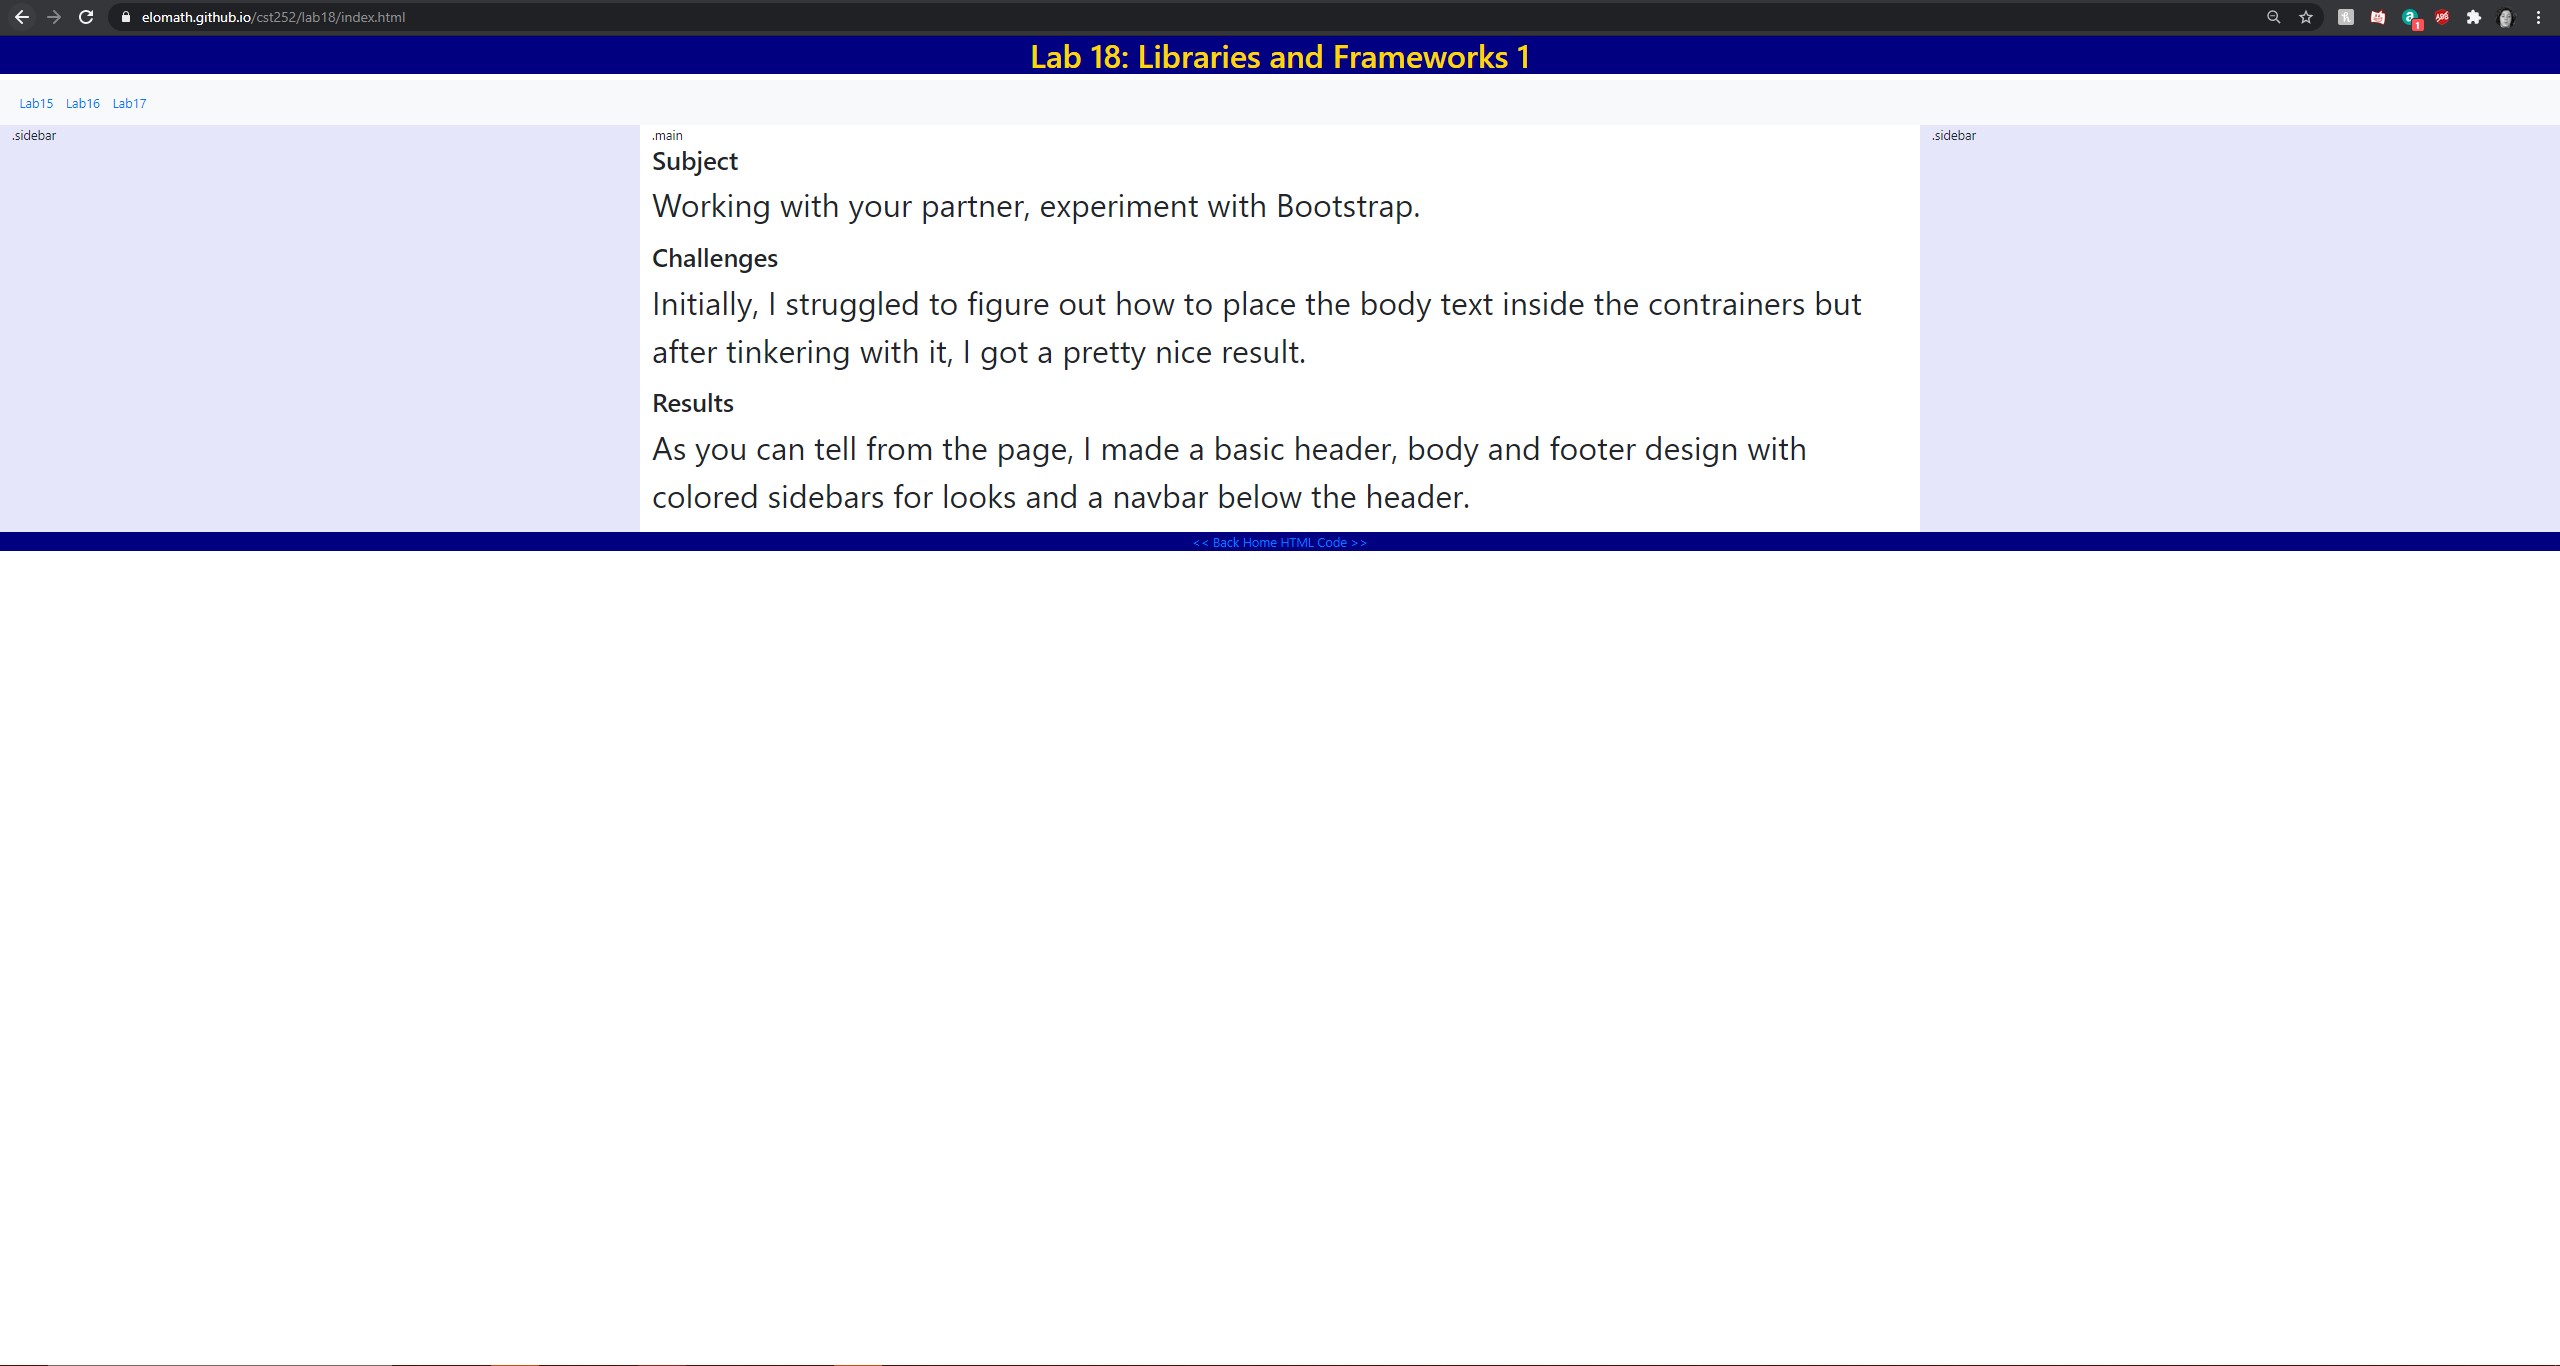 elomath.github.io/cst252/lab18/index.html
1
ADB
Lab 18: Libraries and Frameworks 1
Lab15 Lab16 Lab17
.sidebar
.main
Subject
Working with your partner, experiment with Bootstrap.
Challenges
Initially, I struggled to figure out how to place the body text inside the contrainers but
after tinkering with it, I got a pretty nice result.
Results
As you can tell from the page, I made a basic header, body and footer design with
colored sidebars for looks and a navbar below the header.
.sidebar
<< Back Home HTML Code >>